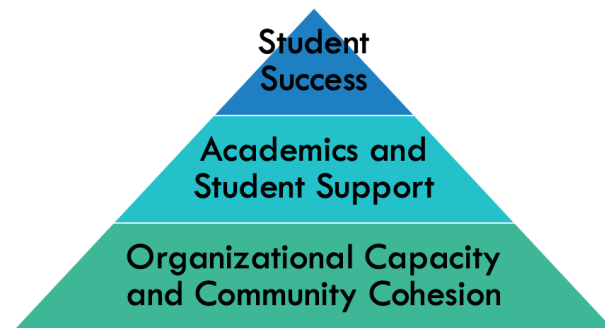 Student
Success
Academics and
Student Support
Organizational Capacity
and Community Cohesion